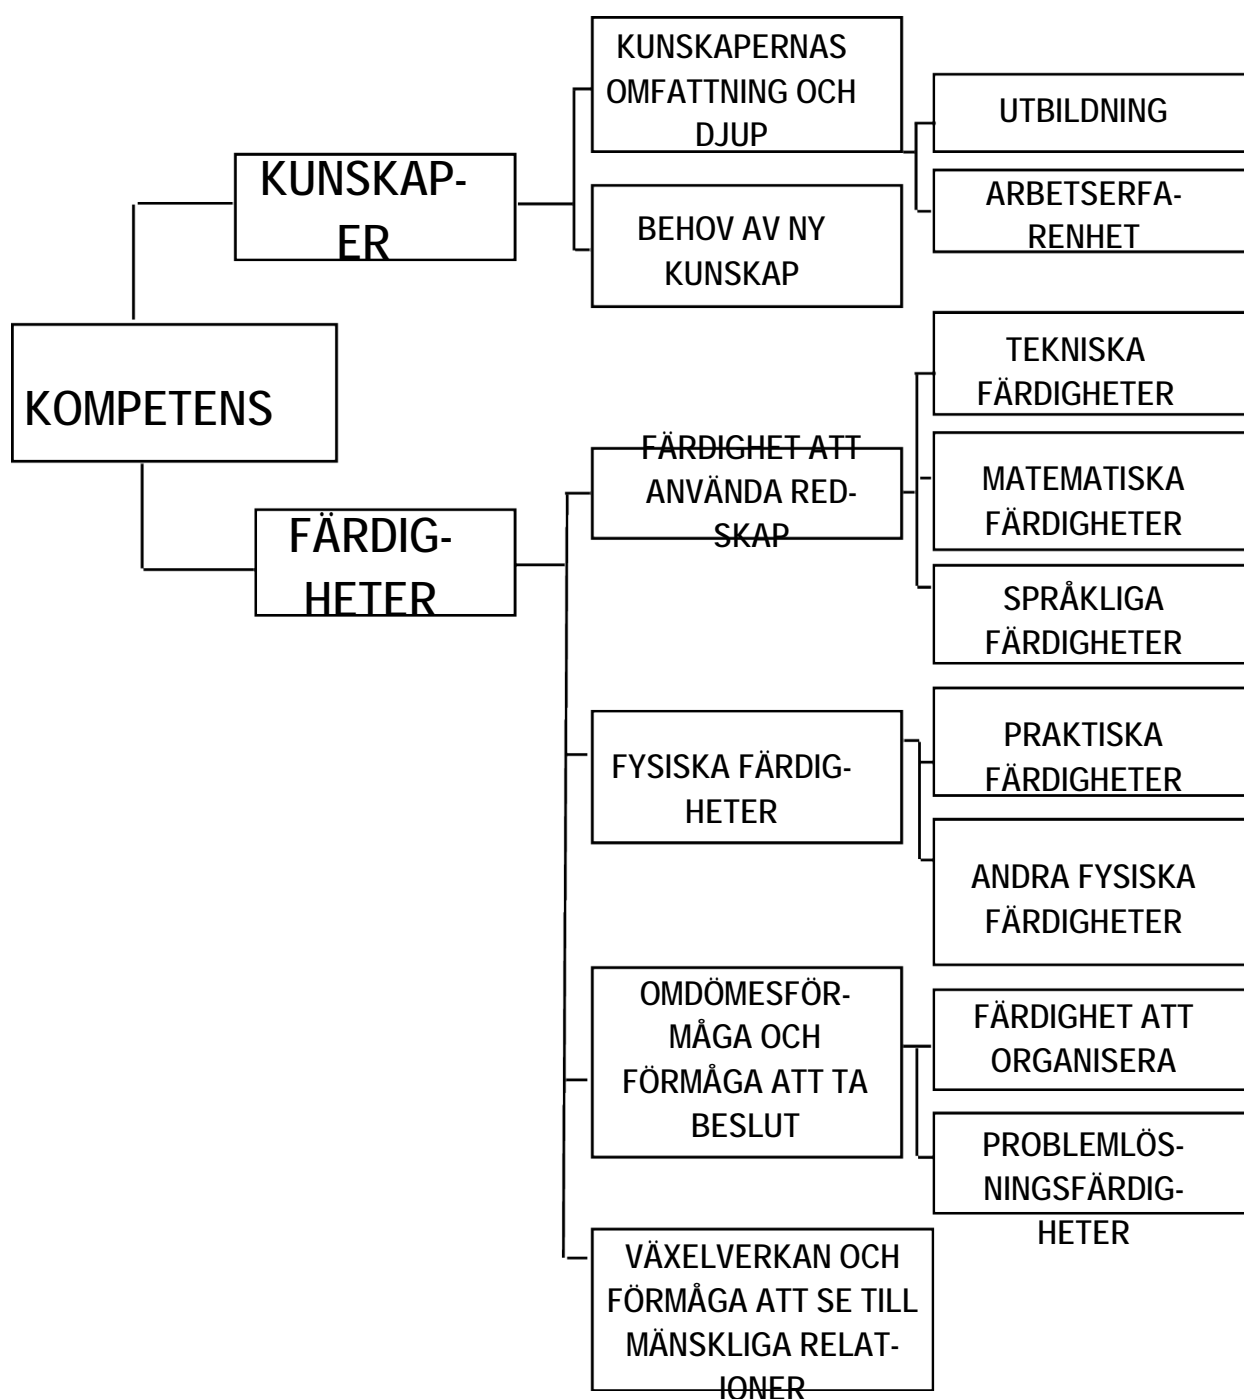 KUNSKAPERNAS
OMFATTNING OCH
DJUP
UTBILDNING
KUNSKAP-
ER
ARBETSERFA-
RENHET
BEHOV AV NY
KUNSKAP
KOMPETENS
TEKNISKA
FÄRDIGHETER
FÄRDIGHET ATT
ANVÄNDA RED-
SKAP
MATEMATISKA
FÄRDIGHETER
FÄRDIG-
HETER
SPRÅKLIGA
FÄRDIGHETER
FYSISKA FÄRDIG-
HETER
PRAKTISKA
FÄRDIGHETER
ANDRA FYSISKA
FÄRDIGHETER
OMDÖMESFÖR-
MÅGA OCH
FÖRMÅGA ATT TA
BESLUT
FÄRDIGHET ATT
ORGANISERA
PROBLEMLÖS-
NINGSFÄRDIG-
HETER
VÄXELVERKAN OCH
FÖRMÅGA ATT SE TILL
MÄNSKLIGA RELAT-
IONER